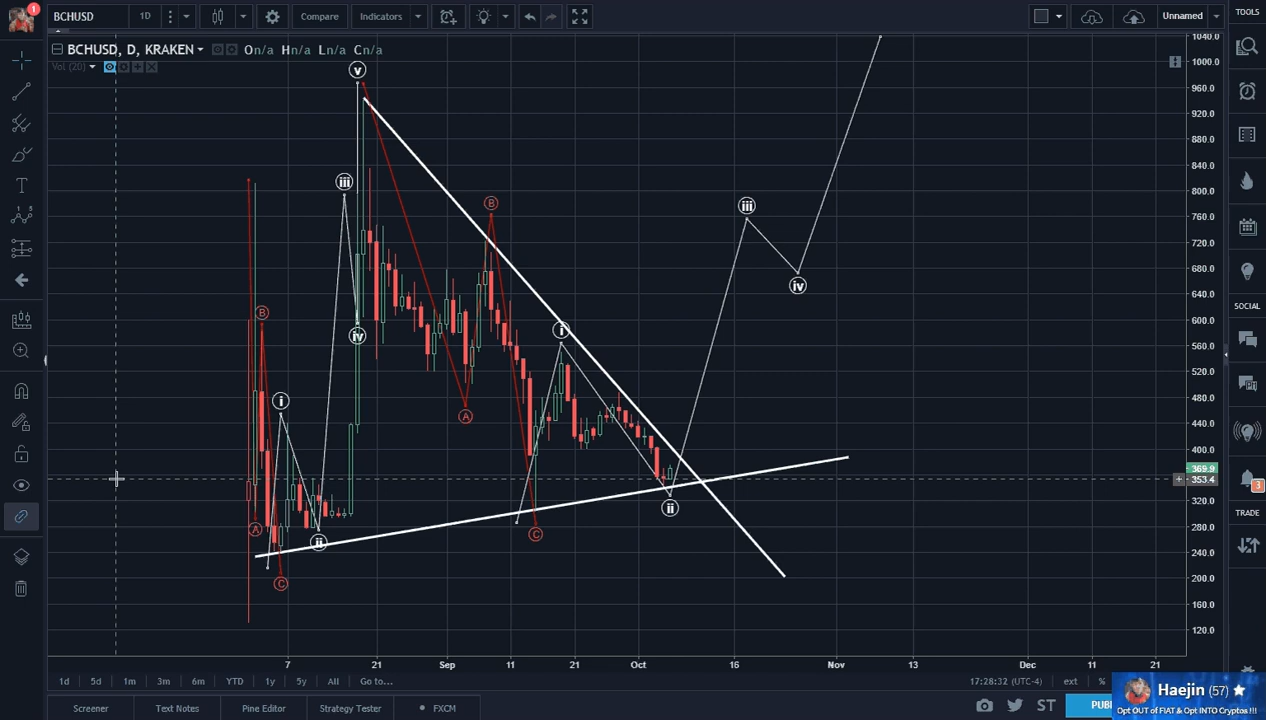 1
BCHUSD
1D
Compare
Indicators
Unnamed
TOOLS
BCHUSD, D, KRAKEN
On/a Hn/a Ln/a Cn/a
Vol (20)
v
iii
iv
B
i
A
ii
C
B
A
i
C
ii
iii
iv
1040.0
1000.0
960.0
920.0
880.0
840.0
800.0
760.0
720.0
680.0
640.0
600.0
560.0
520.0
480.0
440.0
400.0
369.9
353.4
320.0
280.0
240.0
200.0
160.0
120.0
SOCIAL
3
TRADE
7 21 Sep 11 21 Oct 16 Nov 13 Dec 11 21
1d 5d 1m 3m 6m YTD 1y 5y All Go to...
17:28:32 (UTC-4) ext %
Screener Text Notes Pine Editor Strategy Tester FXCM
ST
Haejin (57)
Opt OUT of FIAT & Opt INTO Cryptos !!!